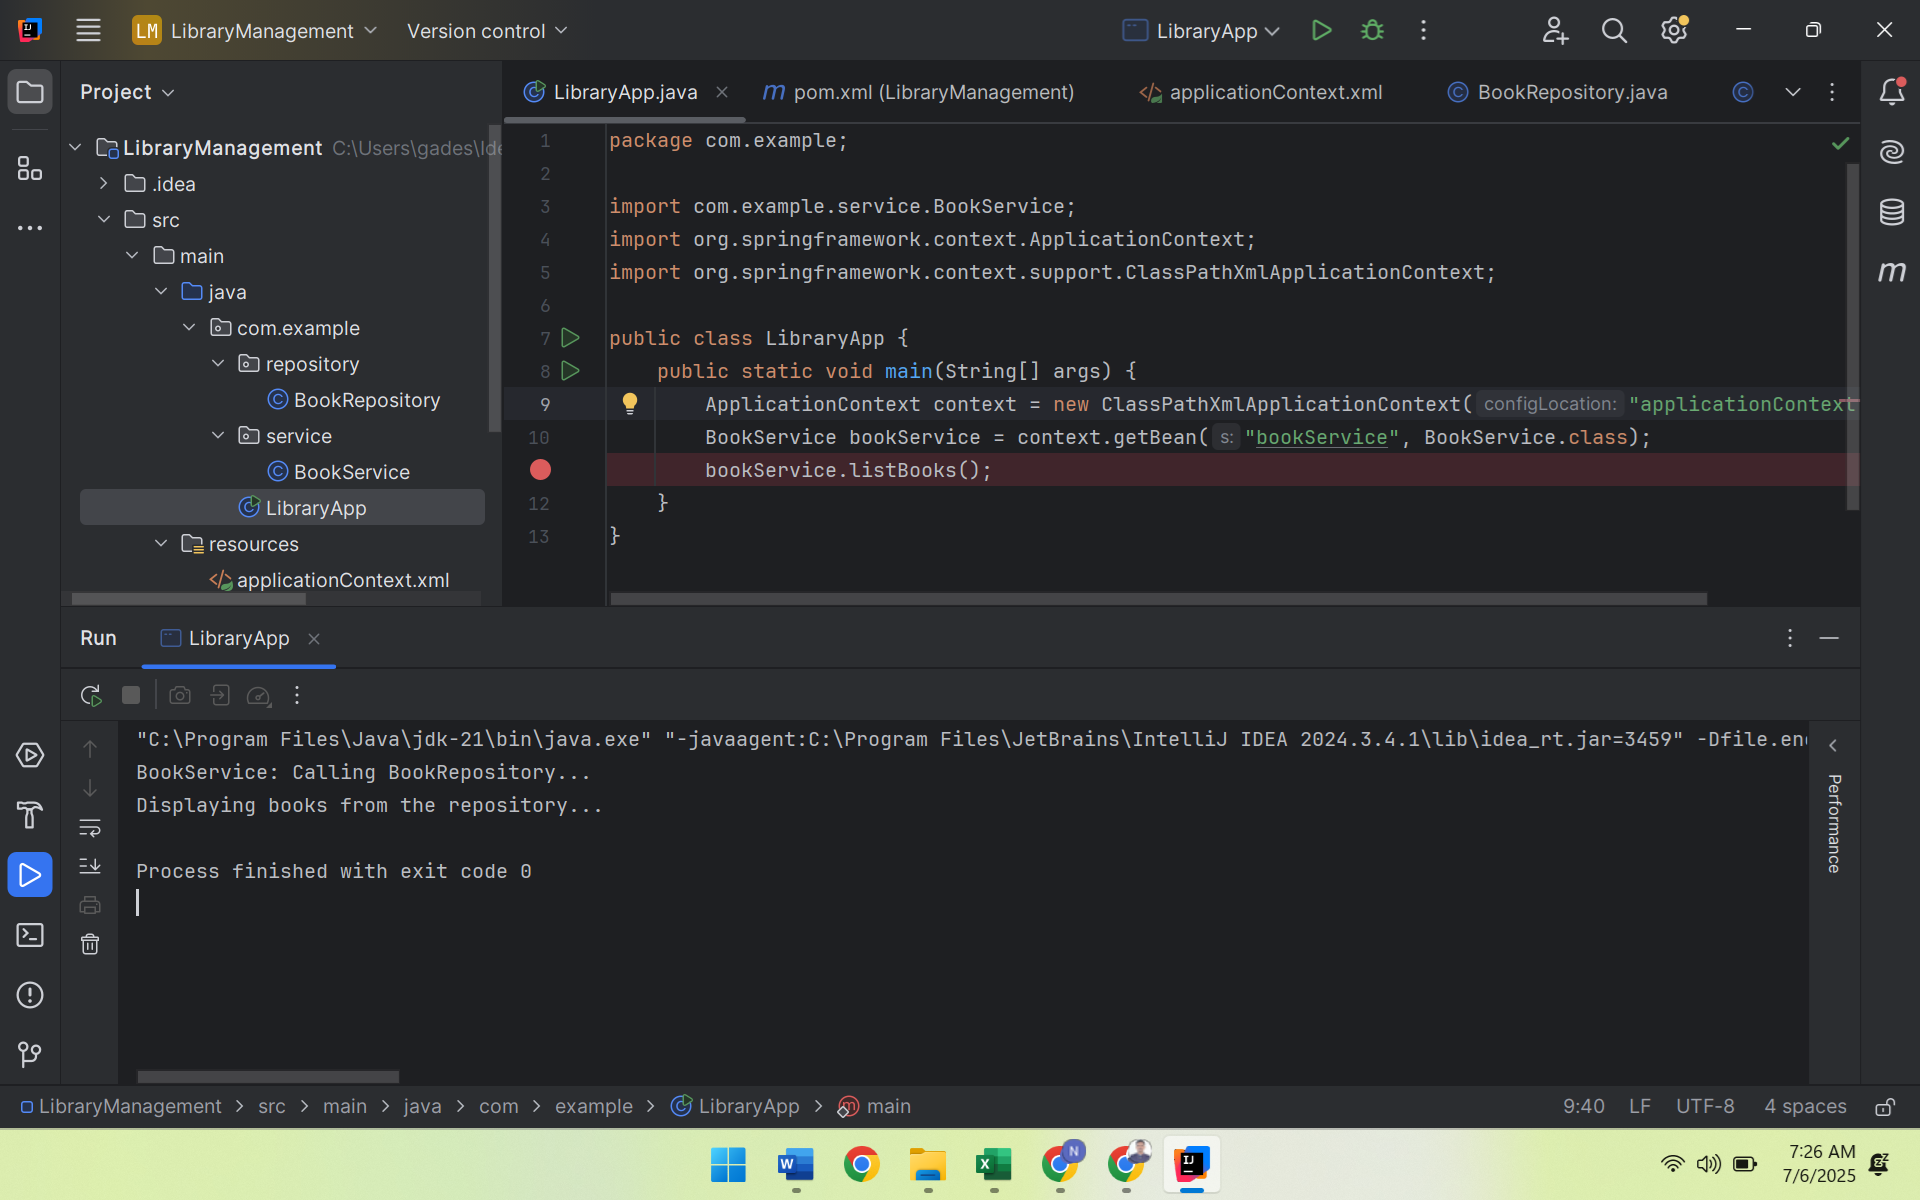 LM LibraryManagement Version control LibraryApp
Project
LibraryApp.java pom.xml (LibraryManagement) applicationContext.xml BookRepository.java
LibraryManagement C:\Users\gades\Ide
.idea
src
main
java
com.example
repository
BookRepository
service
BookService
LibraryApp
resources
applicationContext.xml
1 package com.example;
2
3 import com.example.service.BookService;
4 import org.springframework.context.ApplicationContext;
5 import org.springframework.context.support.ClassPathXmlApplicationContext;
6
7 public class LibraryApp {
8 public static void main(String[] args) {
9 ApplicationContext context = new ClassPathXmlApplicationContext( configLocation: "applicationContext
10 BookService bookService = context.getBean( s: "bookService", BookService.class);
bookService.listBooks();
12 }
13 }
Run LibraryApp
"C:\Program Files\Java\jdk-21\bin\java.exe" "-javaagent:C:\Program Files\JetBrains\IntelliJ IDEA 2024.3.4.1\lib\idea_rt.jar=3459" -Dfile.en
BookService: Calling BookRepository...
Displaying books from the repository...
Process finished with exit code 0
Performance
LibraryManagement > src > main > java > com > example > LibraryApp > main
9:40 LF UTF-8 4 spaces
7:26 AM
7/6/2025